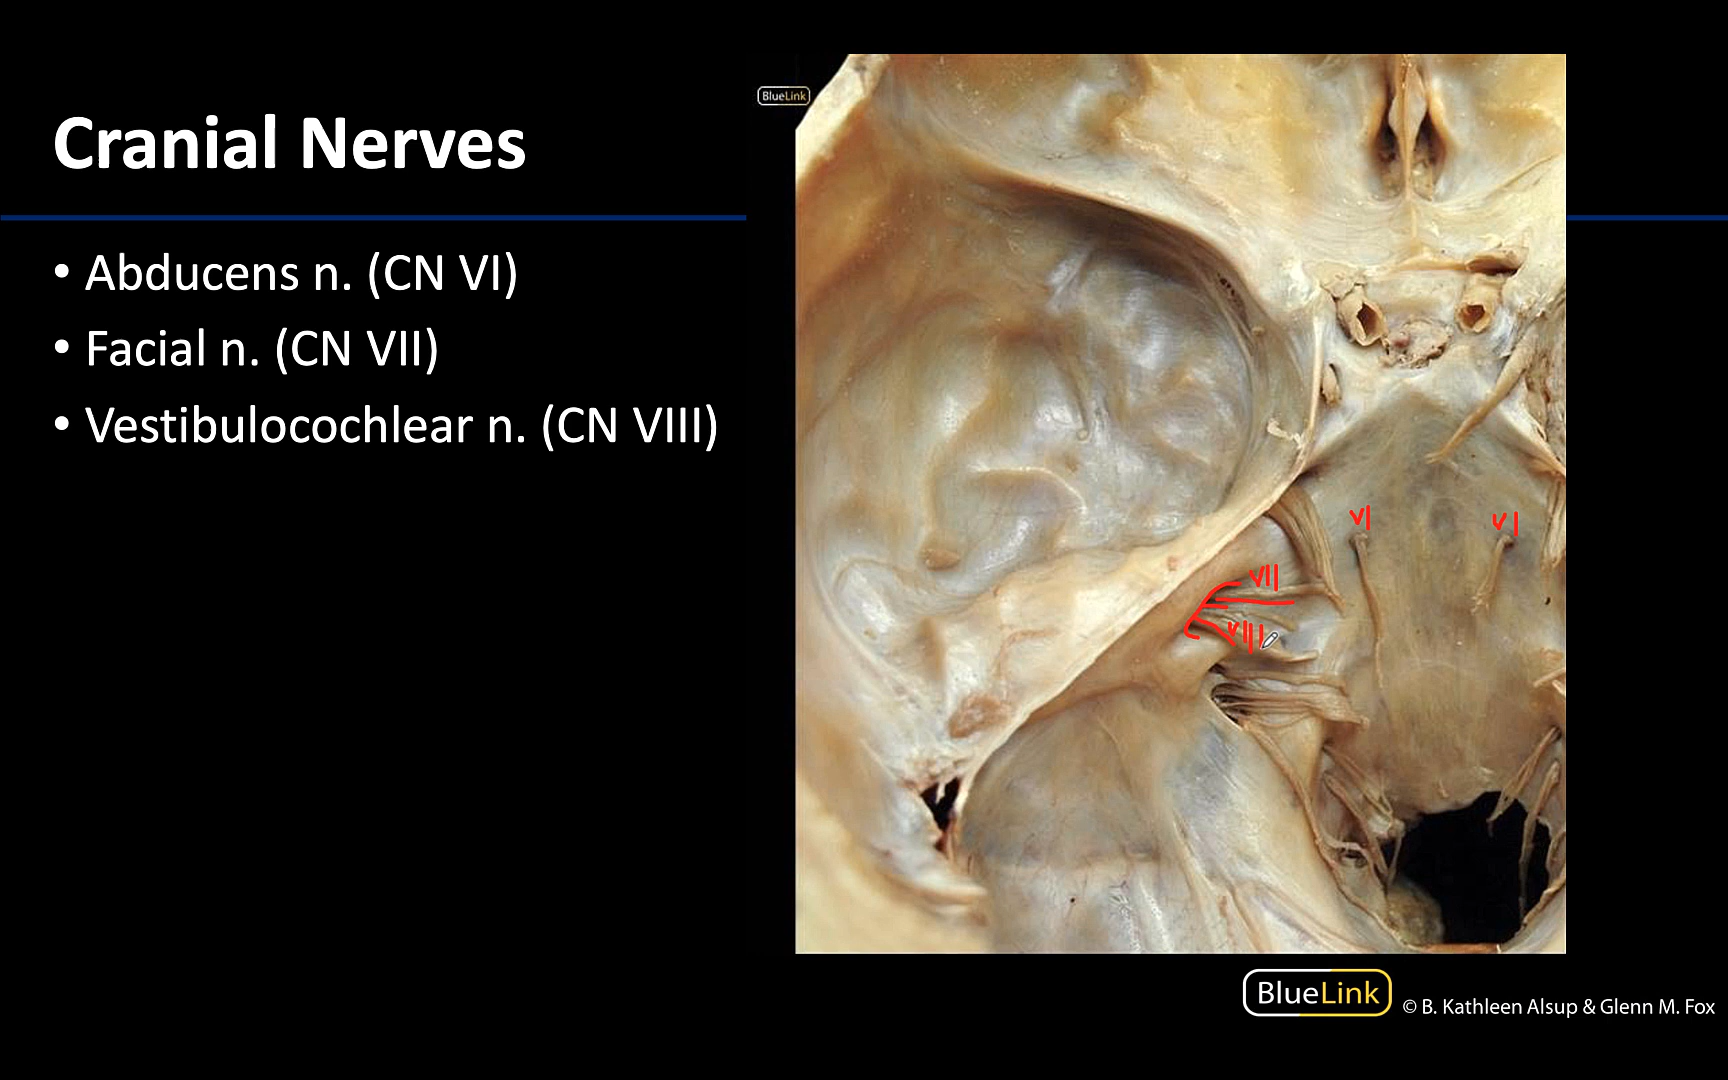 BlueLink
Cranial Nerves
• Abducens n. (CN VI)
• Facial n. (CN VII)
• Vestibulocochlear n. (CN VIII)
VI
VI
VII
VIII
BlueLink
© B. Kathleen Alsup & Glenn M. Fox